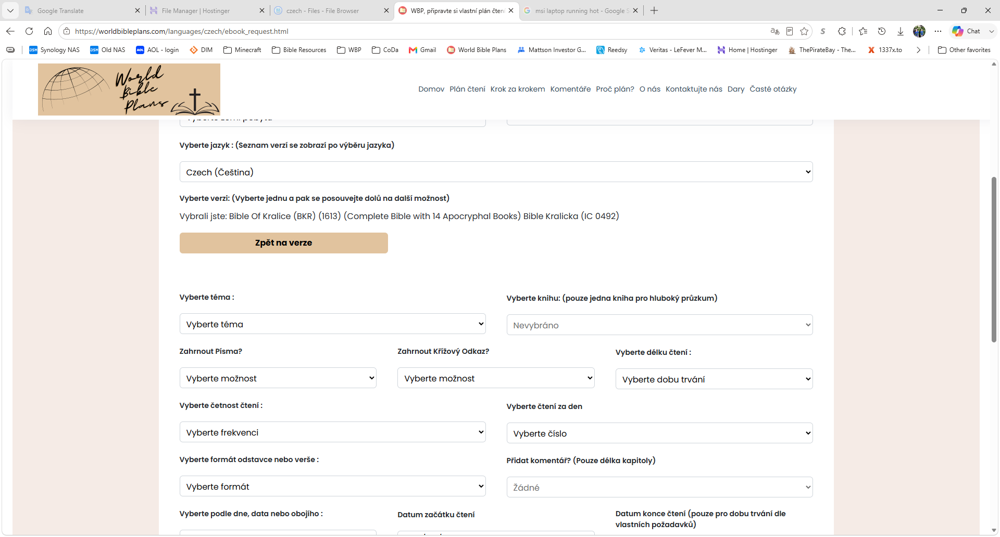 Google Translate
File Manager | Hostinger
czech - Files - File Browser
WBP, připravte si vlastní plán čten
msi laptop running hot - Google S
https://worldbibleplans.com/languages/czech/ebook_request.html
Chat
Synology NAS
Old NAS
AOL - login
DIM
Minecraft
Bible Resources
WBP
CoDa
Gmail
World Bible Plans
Mattson Investor G...
Reedsy
Veritas - LeFever M...
Home | Hostinger
ThePirateBay - The...
1337x.to
Other favorites
World
Bible
Plans
Domov Plán čtení Krok za krokem Komentáře Proč plán? O nás Kontaktujte nás Dary Časté otázky
Vyberte jazyk : (Seznam verzí se zobrazí po výběru jazyka)
Czech (Čeština)
Vyberte verzi: (Vyberte jednu a pak se posouvejte dolů na další možnost)
Vybrali jste: Bible Of Kralice (BKR) (1613) (Complete Bible with 14 Apocryphal Books) Bible Kralicka (IC 0492)
Zpět na verze
Vyberte téma :
Vyberte knihu: (pouze jedna kniha pro hluboký průzkum)
Vyberte téma
Nevybráno
Zahrnout Písma?
Zahrnout Křížový Odkaz?
Vyberte délku čtení :
Vyberte možnost
Vyberte možnost
Vyberte dobu trvání
Vyberte četnost čtení :
Vyberte čtení za den
Vyberte frekvenci
Vyberte číslo
Vyberte formát odstavce nebo verše :
Přidat komentář? (Pouze délka kapitoly)
Vyberte formát
Žádné
Vyberte podle dne, data nebo obojího :
Datum začátku čtení
Datum konce čtení (pouze pro dobu trvání dle
vlastních požadavků)